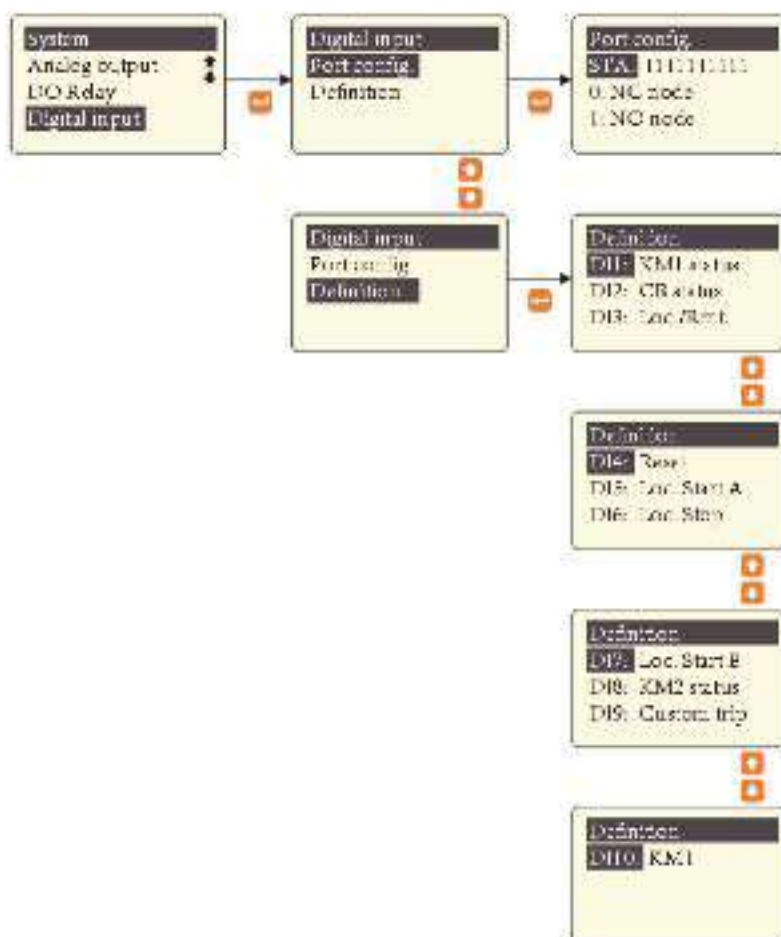 System
Analog output
DO Relay
Digital input
Digital input
Port config.
Definition
Port config.
STA: 1111111111
0: NC node
1: NO node
Digital input
Port config
Definition
Definition
DI1: KM1 status
DI2: CB status
DI3: Loc./Rmt.
Definition
DI4: Reset
DI5: Loc. Start A
DI6: Loc. Stop
Definition
DI7: Loc. Start B
DI8: KM2 status
DI9: Custom trip
Definition
DI10: KM1